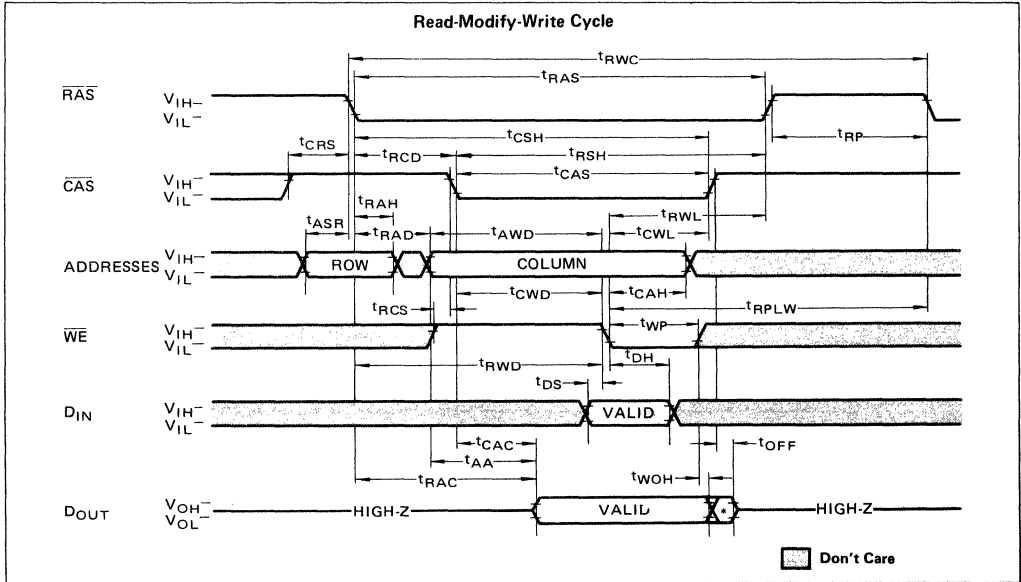 Read-Modify-Write Cycle
tRWC
tRAS
RAS
VIH
VIL
tCSH
tRP
tCRS
tRCD
tRSH
CAS
VIH
VIL
tCAS
tRAH
tASR
tRAD
tAWD
tRWL
tCWL
ADDRESSES
VIH
VIL
ROW
COLUMN
tRCS
tCWD
tCAH
tRPLW
WE
VIH
VIL
tWP
tRWD
tDH
tDS
DIN
VIH
VIL
VALID
tCAC
tOFF
tAA
tRAC
tWOH
DOUT
VOH
VOL
HIGH-Z
VALID
*
HIGH-Z
Don't Care